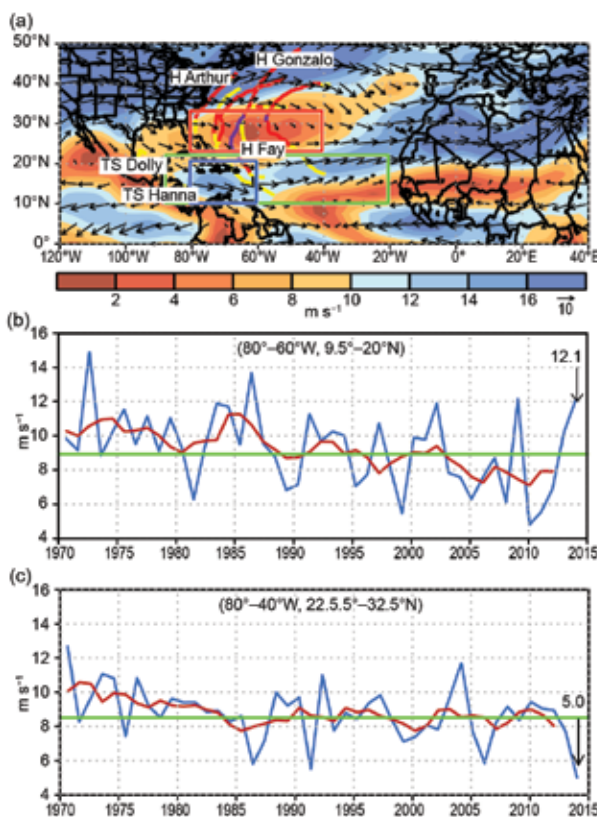 (a)
50°N
H Gonzalo
40°N
H Arthur
30°N
H Fay
20°N
TS Dolly
10°N
TS Hanna
0°
120°W 100°W 80°W 60°W 40°W 20°W 0° 20°E 40°E
2 4 6 8 10 12 14 16 10
m s⁻¹
(b)
16
(80°–60°W, 9.5°–20°N)
12.1
14
12
m s⁻¹
10
8
6
4
1970 1975 1980 1985 1990 1995 2000 2005 2010 2015
(c)
16
(80°–40°W, 22.5.5°–32.5°N)
14
12
m s⁻¹
10
5.0
8
6
4
1970 1975 1980 1985 1990 1995 2000 2005 2010 2015